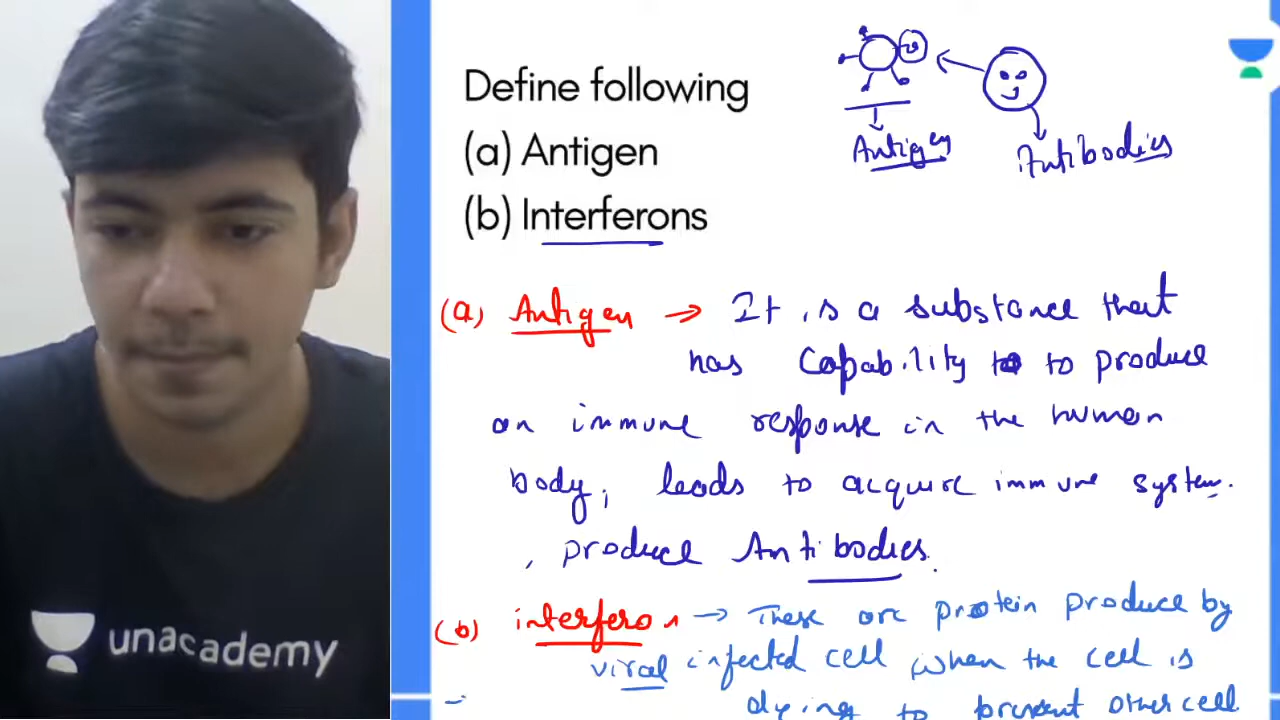 Define following
(a) Antigen
(b) Interferons
Antigen
Antibodies
(a) Antigen → It is a substance that
has capability to to produce
an immune response in the human
body, leads to acquire immune system.
, produce Antibodies.
(b) interferon → These are protein produce by
viral infected cell when the cell is
dying to prevent other cell
unacademy